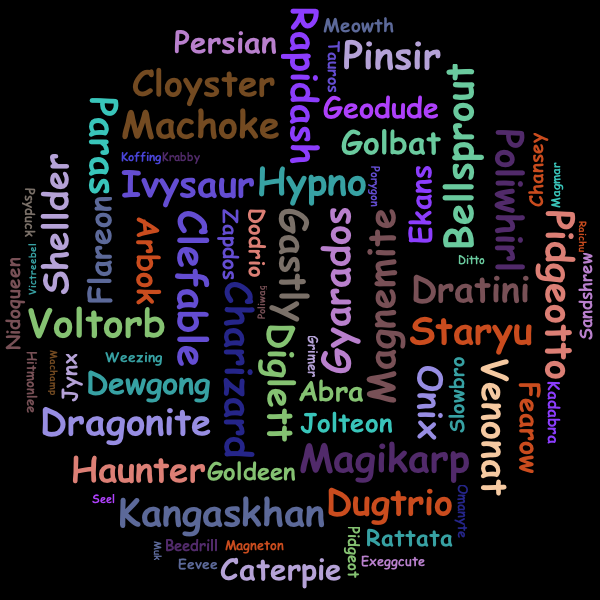 Rapidash
Meowth
Persian
Tauros
Pinsir
Cloyster
Bellsprout
Geodude
Paras
Machoke
Golbat
Poliwhirl
Chansey
Koffing
Krabby
Shellder
Ivysaur
Hypno
Porygon
Ekans
Magmar
Psyduck
Flareon
Arbok
Clefable
Zapdos
Dodrio
Gastly
Gyarados
Magnemite
Pidgeotto
Raichu
Sandshrew
Victreebel
Nidoqueen
Ditto
Dratini
Charizard
Poliwag
Voltorb
Diglett
Staryu
Grimer
Hitmonlee
Machamp
Jynx
Weezing
Dewgong
Abra
Onix
Slowbro
Venonat
Fearow
Kadabra
Dragonite
Jolteon
Haunter
Goldeen
Magikarp
Seel
Kangaskhan
Dugtrio
Omanyte
Muk
Beedrill
Magneton
Pidgeot
Rattata
Eevee
Caterpie
Exeggcute